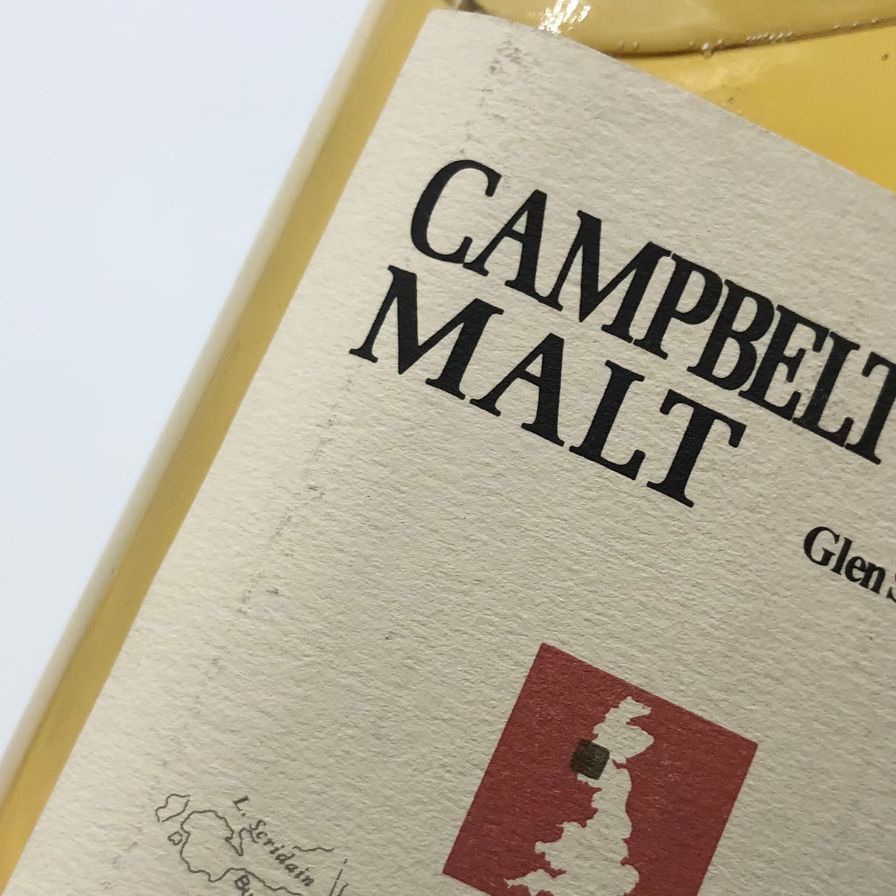 CAMPBELT
MALT
Glen
L. Scridain